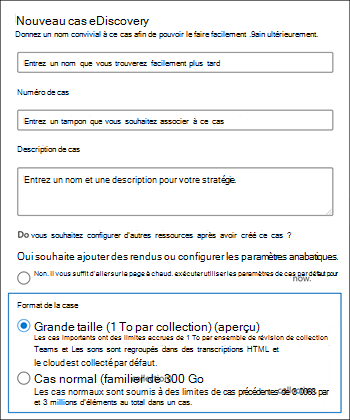 Nouveau cas eDiscovery
Donnez un nom convivial à ce cas afin de pouvoir le faire facilement .9ain ultérieurement.
Entrez un nom que vous trouverez facilement plus tard
Numéro de cas
Entrez un tampon que vous souhaitez associer à ce cas
Description de cas
Entrez un nom et une description pour votre stratégie.
Do vous souhaitez configurer d'autres ressources après avoir créé ce cas ?
Oui souhaite ajouter des rendus ou configurer les paramètres anabatiques.
Non. Il vous suffit d'aller sur la page à chaud. exécuter utiliser les paramètres de cas par défaut pour
now.
Format de la case
Grande taille (1 To par collection) (aperçu)
Les cas importants ont des limites accrues de 1 To par ensemble de révision de collection
Teams et Les sons sont regroupés dans des transcriptions HTML et
le cloud est collecté par défaut.
Cas normal (familier de 300 Go
Les cas normaux sont soumis à des limites de cas précédentes de par
et 3 millions d'éléments au total dans un cas.